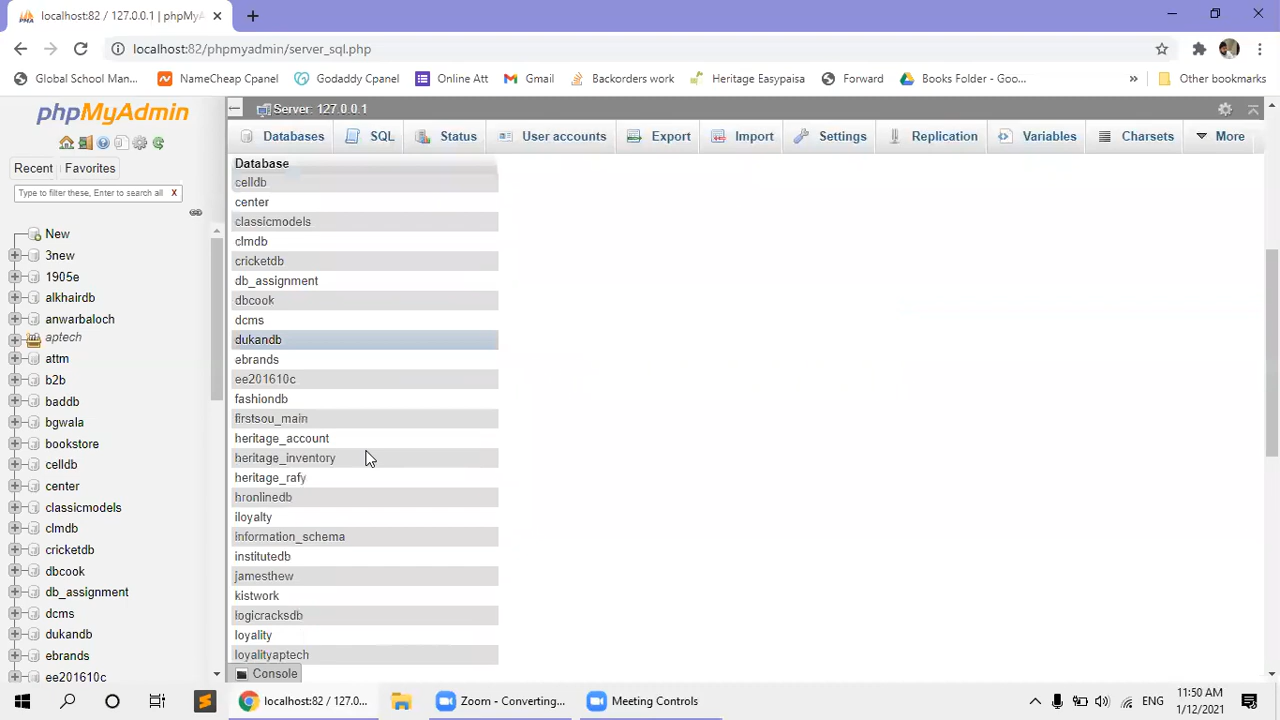 localhost:82 / 127.0.0.1 | phpMyA
localhost:82/phpmyadmin/server_sql.php
Global School Man... NameCheap Cpanel Godaddy Cpanel Online Att Gmail Backorders work Heritage Easypaisa Forward Books Folder - Goo... » Other bookmarks
phpMyAdmin
Recent Favorites
Type to filter these, Enter to search all X
New
3new
1905e
alkhairdb
anwarbaloch
aptech
attm
b2b
baddb
bgwala
bookstore
celldb
center
classicmodels
clmdb
cricketdb
dbcook
db_assignment
dcms
dukandb
ebrands
ee201610c
Server: 127.0.0.1
Databases SQL Status User accounts Export Import Settings Replication Variables Charsets More
Database
celldb
center
classicmodels
clmdb
cricketdb
db_assignment
dbcook
dcms
dukandb
ebrands
ee201610c
fashiondb
firstsou_main
heritage_account
heritage_inventory
heritage_rafy
hronlinedb
iloyalty
information_schema
institutedb
jamesthew
kistwork
logicracksdb
loyality
loyalityaptech
Console
localhost:82 / 127.0... Zoom - Converting... Meeting Controls ENG 11:50 AM
1/12/2021